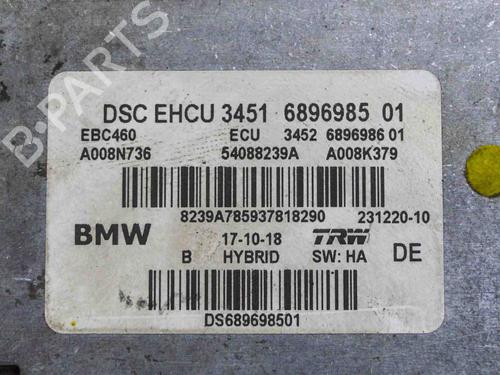 DSC EHCU 3451 6896985 01
EBC460 ECU 3452 6896986 01
A008N736 54088239A A008K379
8239A785937818290 231220-10
BMW 17-10-18 TRW
B HYBRID SW: HA DE
DS689698501
B-PARTS